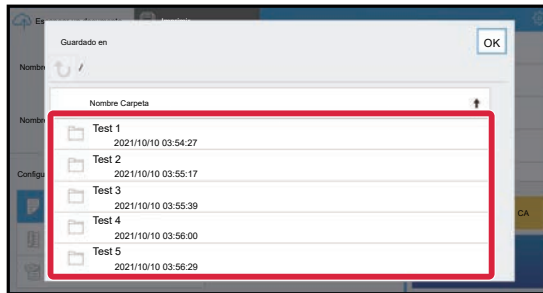 Guardado en
OK
/
Nombre Carpeta
Test 1
2021/10/10 03:54:27
Test 2
2021/10/10 03:55:17
Test 3
2021/10/10 03:55:39
Test 4
2021/10/10 03:56:00
Test 5
2021/10/10 03:56:29
Nombre
Nombre
CA